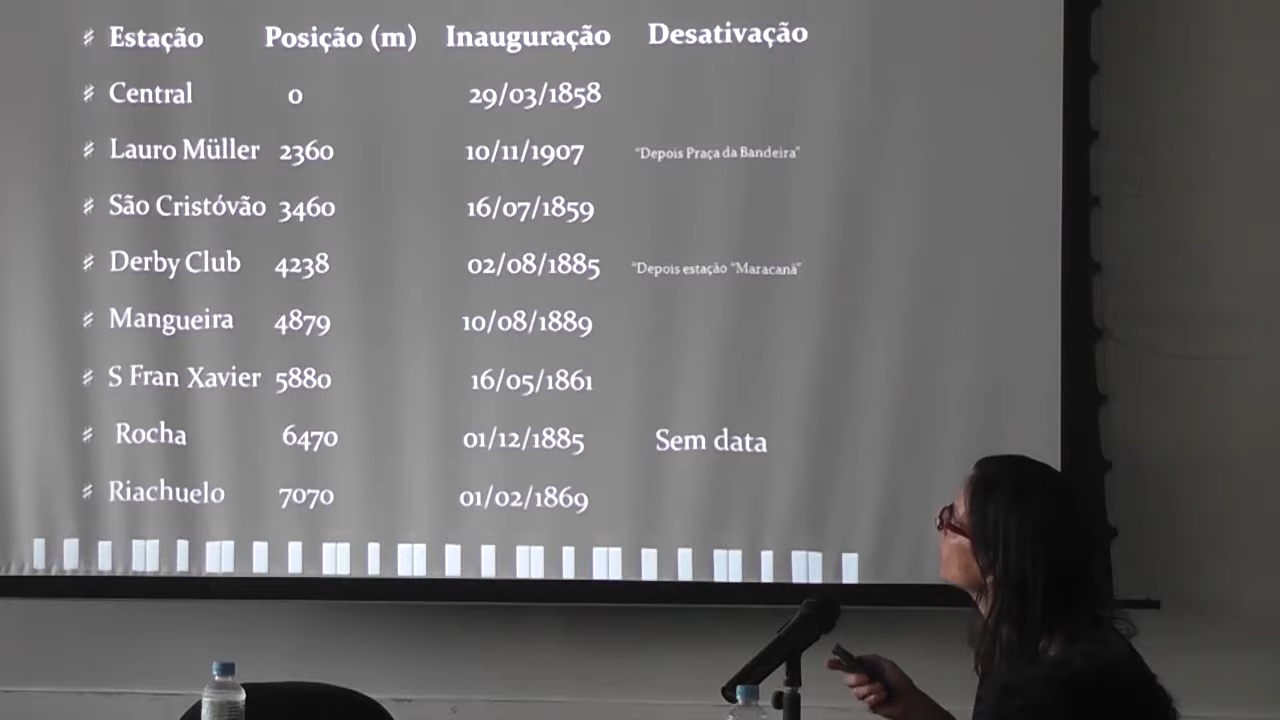 ♯ Estação Posição (m) Inauguração Desativação
♯ Central 0 29/03/1858
♯ Lauro Müller 2360 10/11/1907 "Depois Praça da Bandeira"
♯ São Cristóvão 3460 16/07/1859
♯ Derby Club 4238 02/08/1885 "Depois estação "Maracanã"
♯ Mangueira 4879 10/08/1889
♯ S Fran Xavier 5880 16/05/1861
♯ Rocha 6470 01/12/1885 Sem data
♯ Riachuelo 7070 01/02/1869